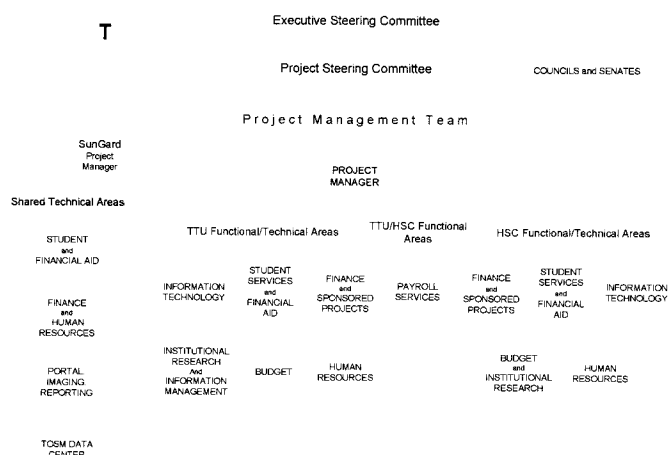 T
Executive Steering Committee
Project Steering Committee
COUNCILS and SENATES
Project Management Team
SunGard
Project
Manager
PROJECT
MANAGER
Shared Technical Areas
TTU Functional/Technical Areas
TTU/HSC Functional
Areas
HSC Functional/Technical Areas
STUDENT
and
FINANCIAL AID
INFORMATION
TECHNOLOGY
STUDENT
SERVICES
and
FINANCIAL
AID
FINANCE
and
SPONSORED
PROJECTS
PAYROLL
SERVICES
FINANCE
and
SPONSORED
PROJECTS
STUDENT
SERVICES
and
FINANCIAL
AID
INFORMATION
TECHNOLOGY
FINANCE
and
HUMAN
RESOURCES
INSTITUTIONAL
RESEARCH
And
INFORMATION
MANAGEMENT
BUDGET
HUMAN
RESOURCES
BUDGET
and
INSTITUTIONAL
RESEARCH
HUMAN
RESOURCES
PORTAL
IMAGING
REPORTING
TOSM DATA
CENTER